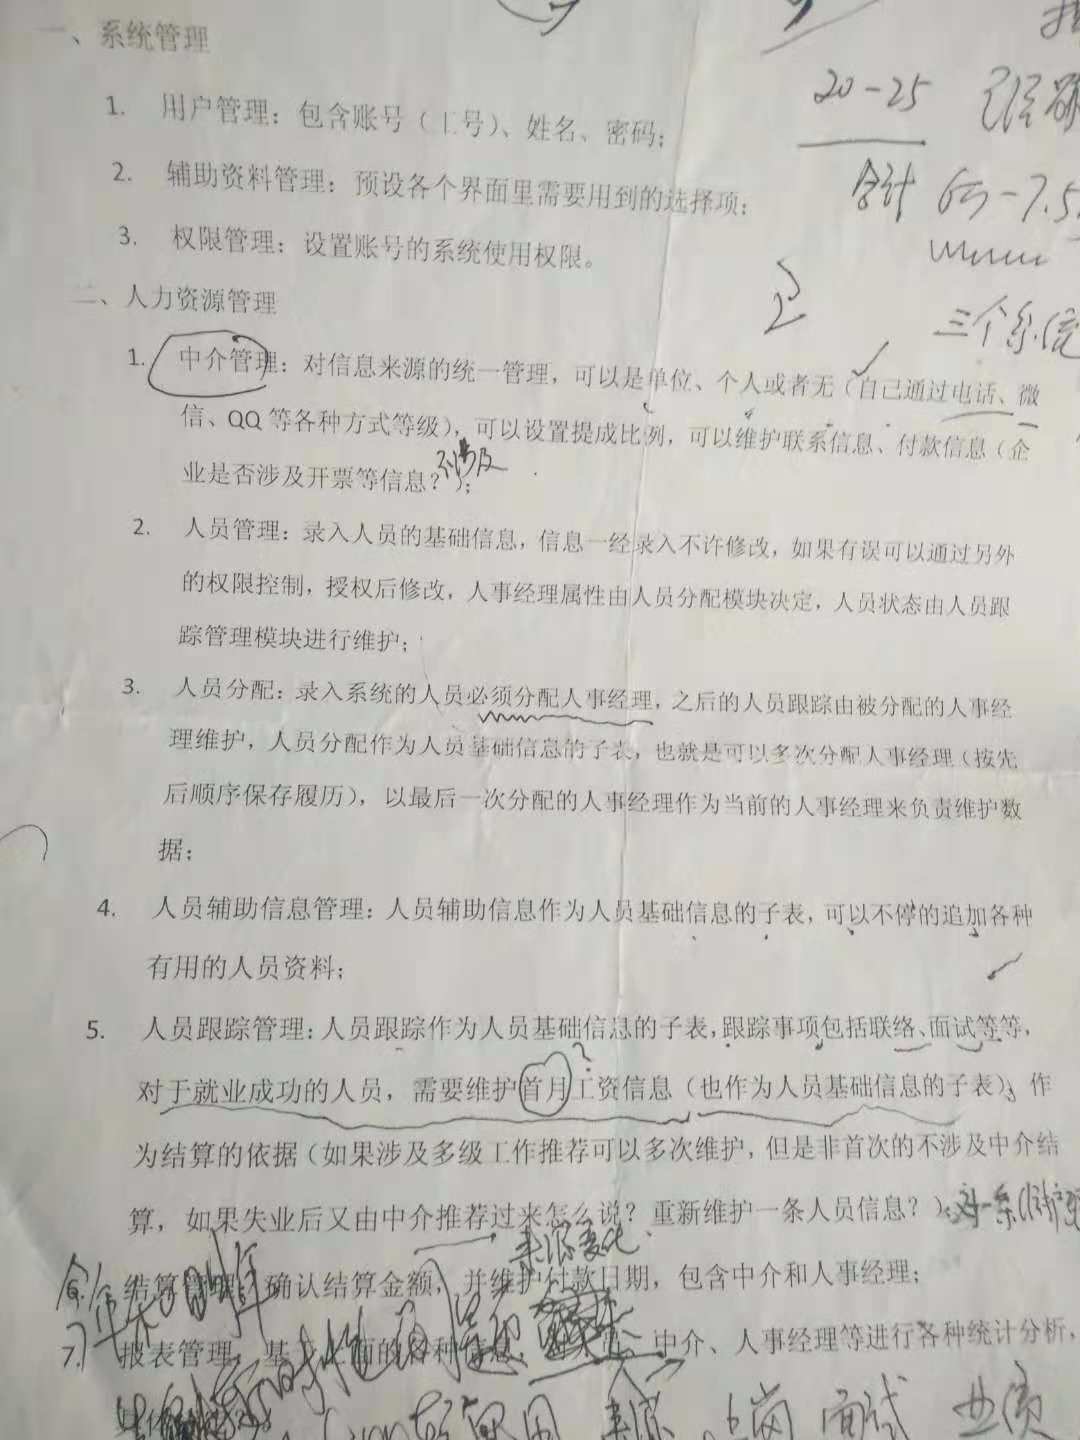 一、系统管理
20-25
1. 用户管理：包含账号（工号）、姓名、密码；
合计
2. 辅助资料管理：预设各个界面里需要用到的选择项；
3. 权限管理：设置账号的系统使用权限。
三个系统
二、人力资源管理
1. 中介管理：对信息来源的统一管理，可以是单位、个人或者无（自己通过电话、微
信、QQ等各种方式等级），可以设置提成比例，可以维护联系信息、付款信息（企
业是否涉及开票等信息？）；
不涉及
2. 人员管理：录入人员的基础信息，信息一经录入不许修改，如果有误可以通过另外
的权限控制，授权后修改，人事经理属性由人员分配模块决定，人员状态由人员跟
踪管理模块进行维护；
3. 人员分配：录入系统的人员必须分配人事经理，之后的人员跟踪由被分配的人事经
理维护，人员分配作为人员基础信息的子表，也就是可以多次分配人事经理（按先
后顺序保存履历），以最后一次分配的人事经理作为当前的人事经理来负责维护数
据；
4. 人员辅助信息管理：人员辅助信息作为人员基础信息的子表，可以不停的追加各种
有用的人员资料；
5. 人员跟踪管理：人员跟踪作为人员基础信息的子表，跟踪事项包括联络、面试等等，
对于就业成功的人员，需要维护首月工资信息（也作为人员基础信息的子表），作
为结算的依据（如果涉及多级工作推荐可以多次维护，但是非首次的不涉及中介结
算，如果失业后又由中介推荐过来怎么说？重新维护一条人员信息？）；
来源变化
6. 结算管理：确认结算金额，并维护付款日期，包含中介和人事经理；
7. 报表管理：基于上面的各种信息，中介、人事经理等进行各种统计分析，
面试 业绩